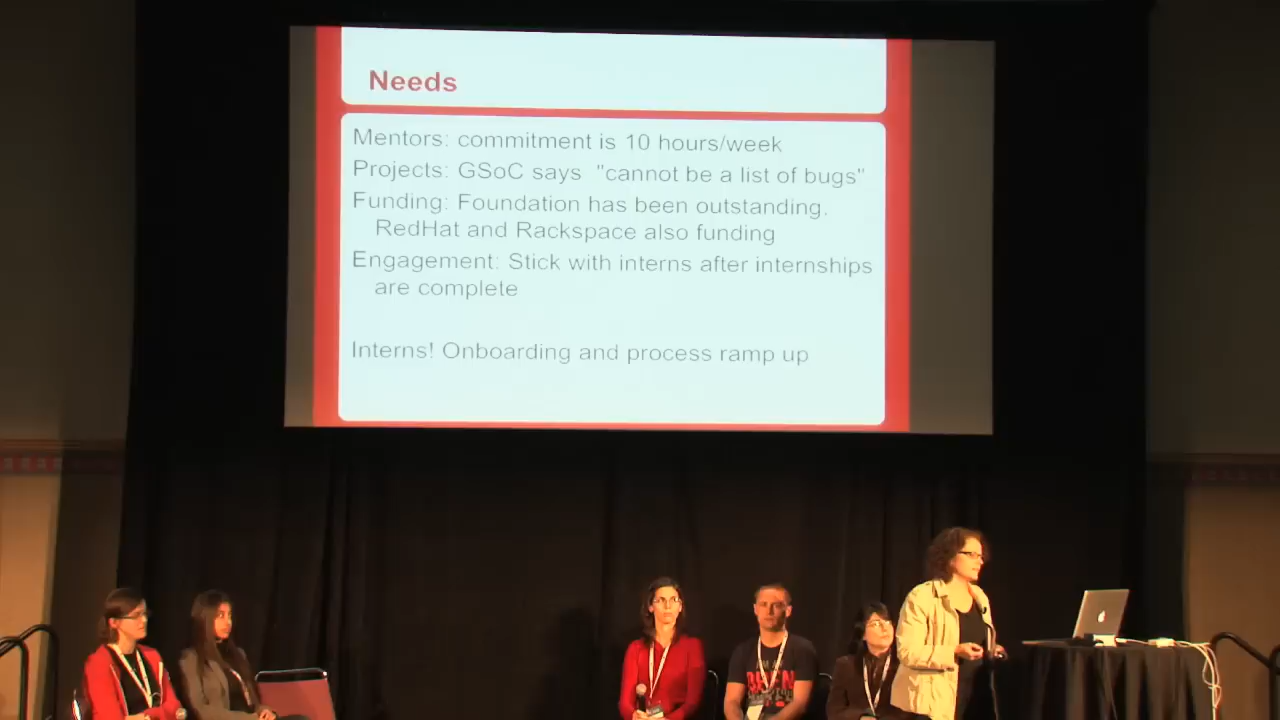 Needs
Mentors: commitment is 10 hours/week
Projects: GSoC says "cannot be a list of bugs"
Funding: Foundation has been outstanding.
RedHat and Rackspace also funding
Engagement: Stick with interns after internships
are complete
Interns! Onboarding and process ramp up